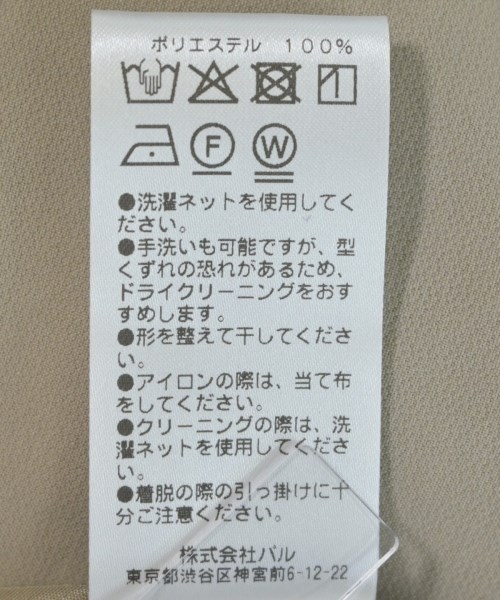 ポリエステル 100%
F W
●洗濯ネットを使用してく
ださい。
●手洗いも可能ですが、型
くずれの恐れがあるため、
ドライクリーニングをおす
すめします。
●形を整えて干してくださ
い。
●アイロンの際は、当て布
をしてください。
●クリーニングの際は、洗
濯ネットを使用してくださ
い。
●着脱の際の引っ掛けに十
分ご注意ください。
株式会社パル
東京都渋谷区神宮前6-12-22